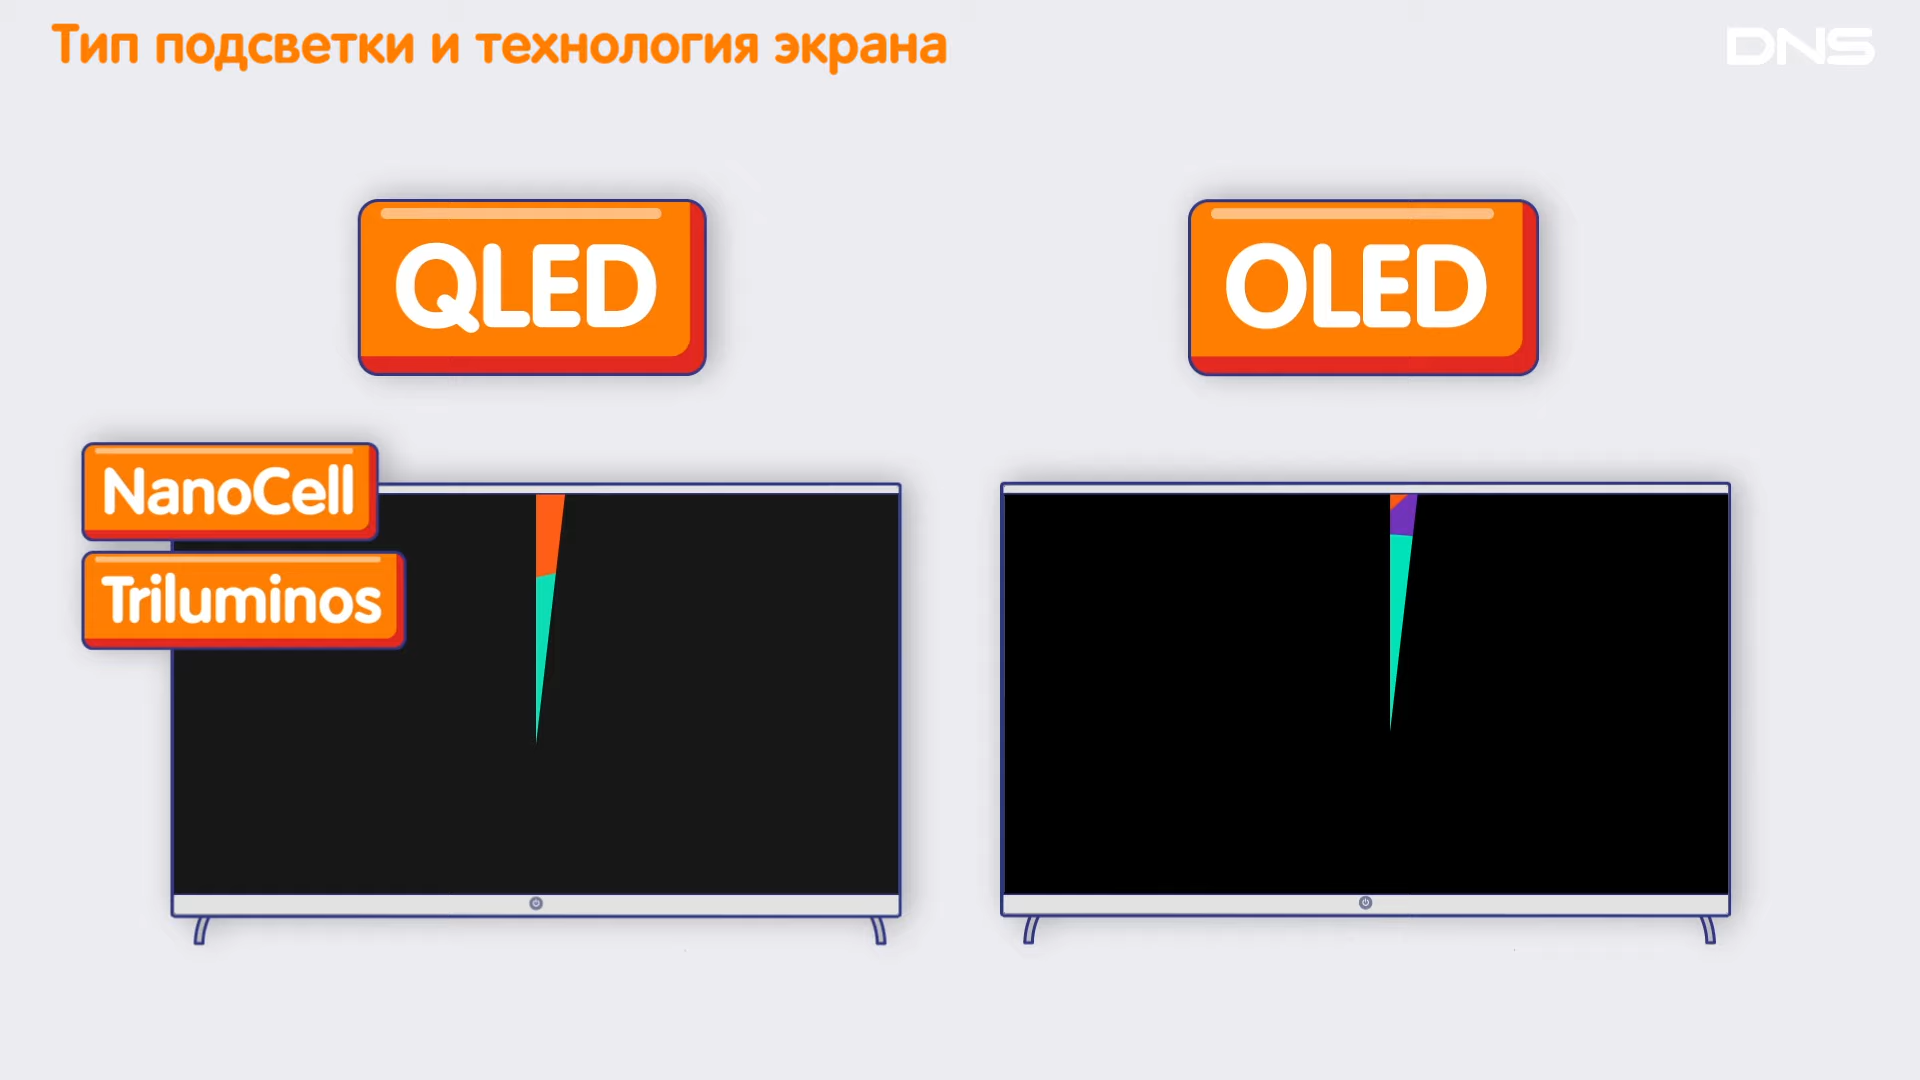 Тип подсветки и технология экрана
DNS
QLED
OLED
NanoCell
Triluminos